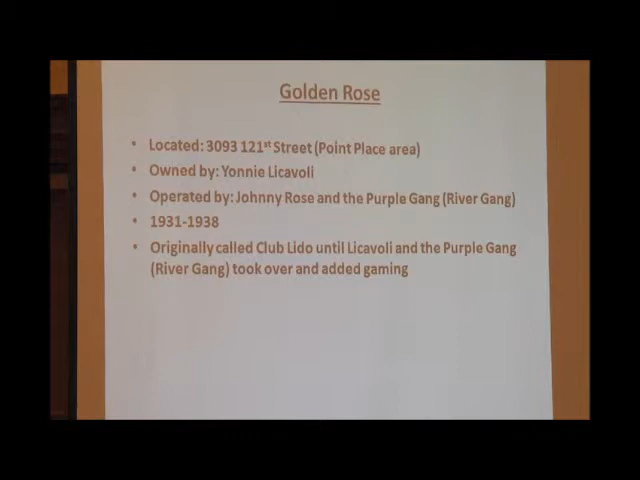 Golden Rose
• Located: 3093 121st Street (Point Place area)
• Owned by: Yonnie Licavoli
• Operated by: Johnny Rose and the Purple Gang (River Gang)
• 1931-1938
• Originally called Club Lido until Licavoli and the Purple Gang
(River Gang) took over and added gaming